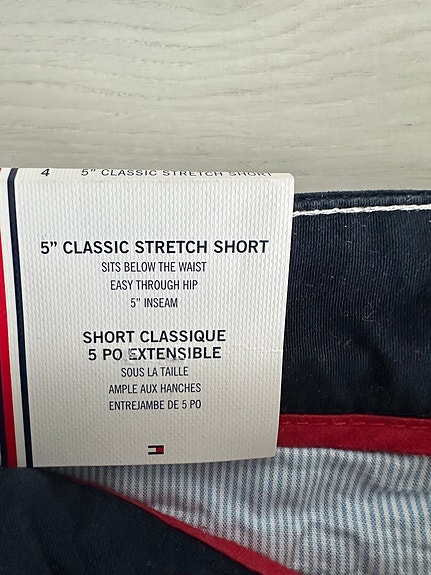 4 5" CLASSIC STRETCH SHORT
5” CLASSIC STRETCH SHORT
SITS BELOW THE WAIST
EASY THROUGH HIP
5" INSEAM
SHORT CLASSIQUE
5 PO EXTENSIBLE
SOUS LA TAILLE
AMPLE AUX HANCHES
ENTREJAMBE DE 5 PO